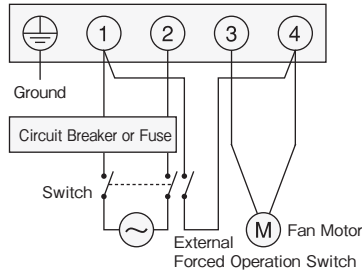 1 2 3 4
Ground
Circuit Breaker or Fuse
Switch
M Fan Motor
External
Forced Operation Switch